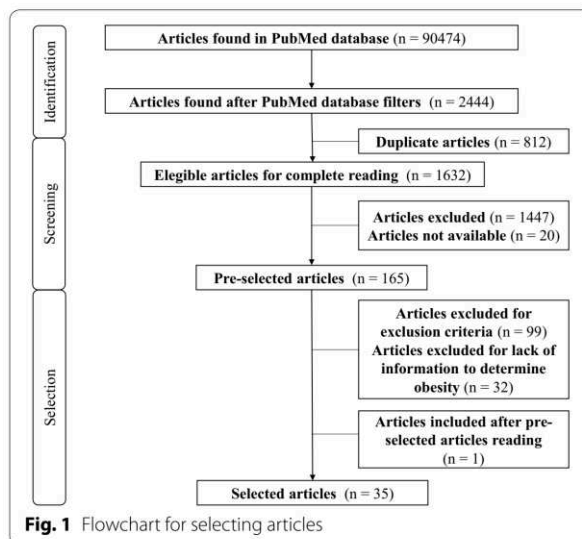 Identification
Articles found in PubMed database (n = 90474)
Articles found after PubMed database filters (n = 2444)
Duplicate articles (n = 812)
Screening
Elegible articles for complete reading (n = 1632)
Articles excluded (n = 1447)
Articles not available (n = 20)
Pre-selected articles (n = 165)
Selection
Articles excluded for
exclusion criteria (n = 99)
Articles excluded for lack of
information to determine
obesity (n = 32)
Articles included after pre-
selected articles reading
(n = 1)
Selected articles (n = 35)
Fig. 1 Flowchart for selecting articles